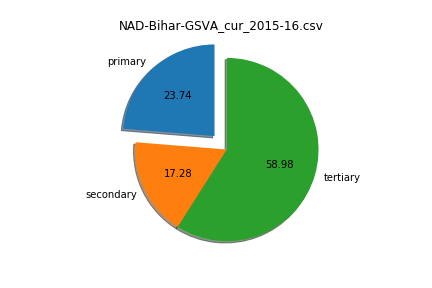 NAD-Bihar-GSVA_cur_2015-16.csv
primary
23.74
17.28
58.98
secondary
tertiary